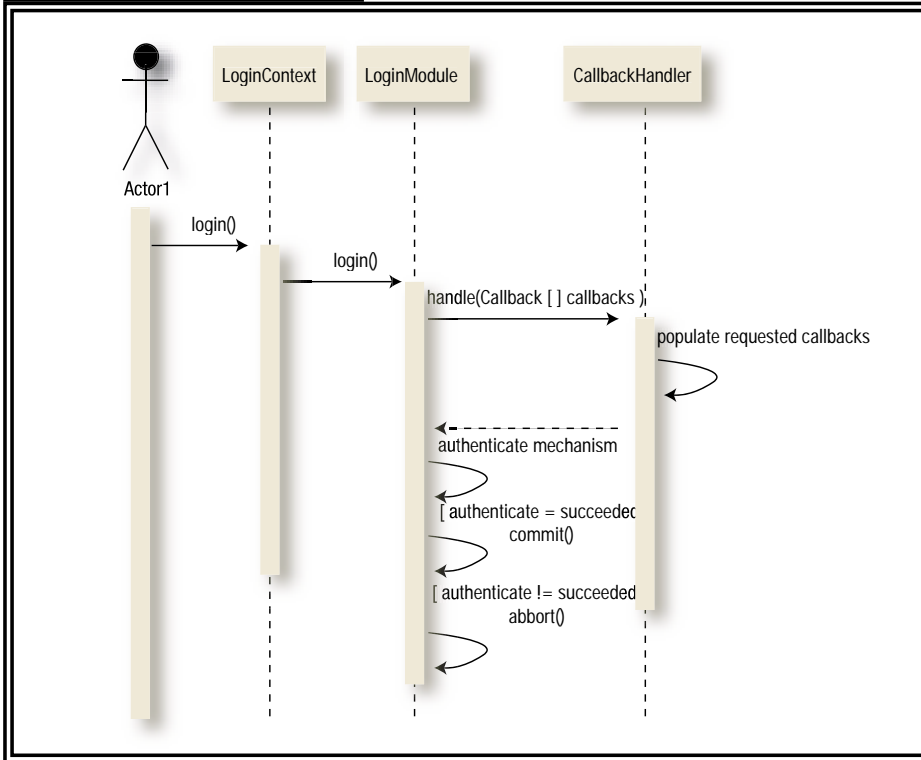 LoginContext
LoginModule
CallbackHandler
Actor1
login()
login()
handle(Callback [ ] callbacks )
populate requested callbacks
authenticate mechanism
[ authenticate = succeeded
commit()
[ authenticate != succeeded
abbort()